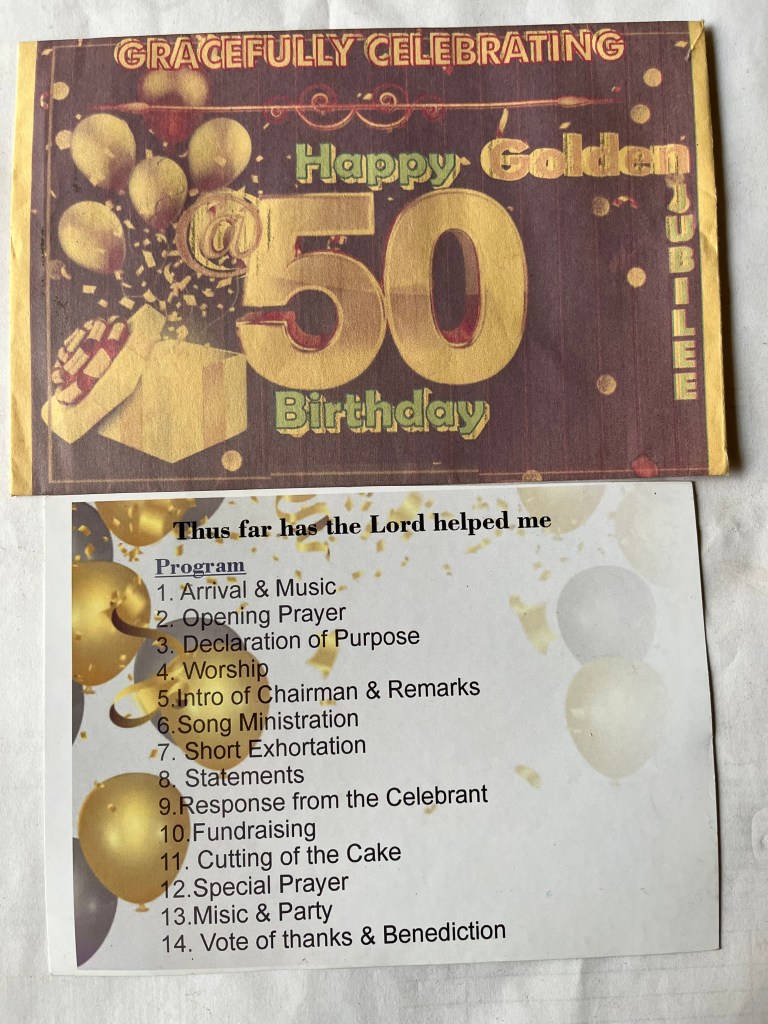 GRACEFULLY CELEBRATING
Happy Golden
JUBILEE
@50
Birthday
Thus far has the Lord helped me
Program
1. Arrival & Music
2. Opening Prayer
3. Declaration of Purpose
4. Worship
5.Intro of Chairman & Remarks
6.Song Ministration
7. Short Exhortation
8. Statements
9.Response from the Celebrant
10.Fundraising
11. Cutting of the Cake
12.Special Prayer
13.Misic & Party
14. Vote of thanks & Benediction